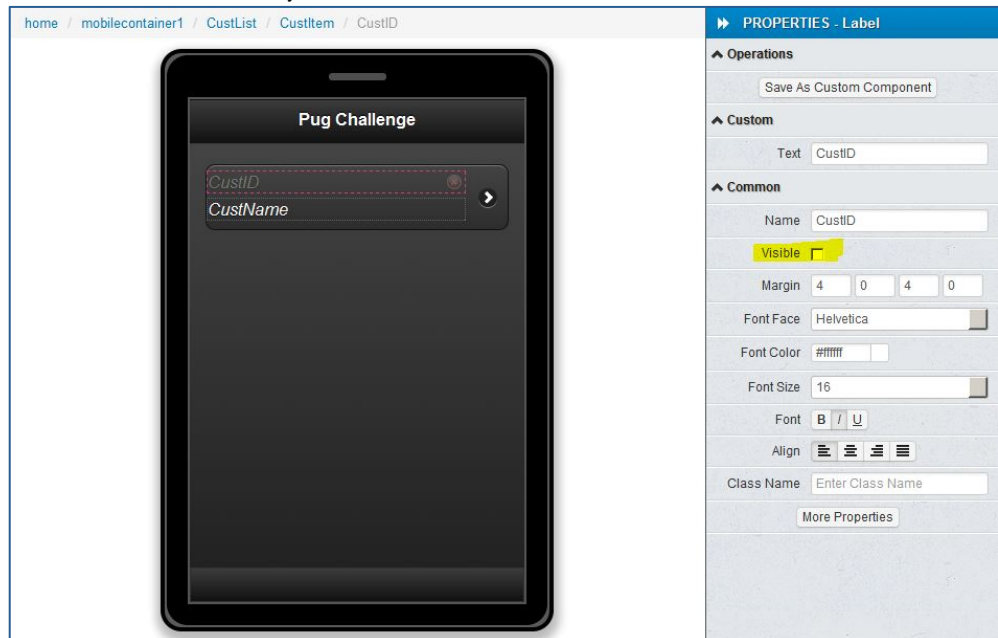 home / mobilecontainer1 / CustList / CustItem / CustID
Pug Challenge
CustID
CustName
PROPERTIES - Label
Operations
Save As Custom Component
Custom
Text CustID
Common
Name CustID
Visible
Margin 4 0 4 0
Font Face Helvetica
Font Color #ffffff
Font Size 16
Font B I U
Align
Class Name Enter Class Name
More Properties